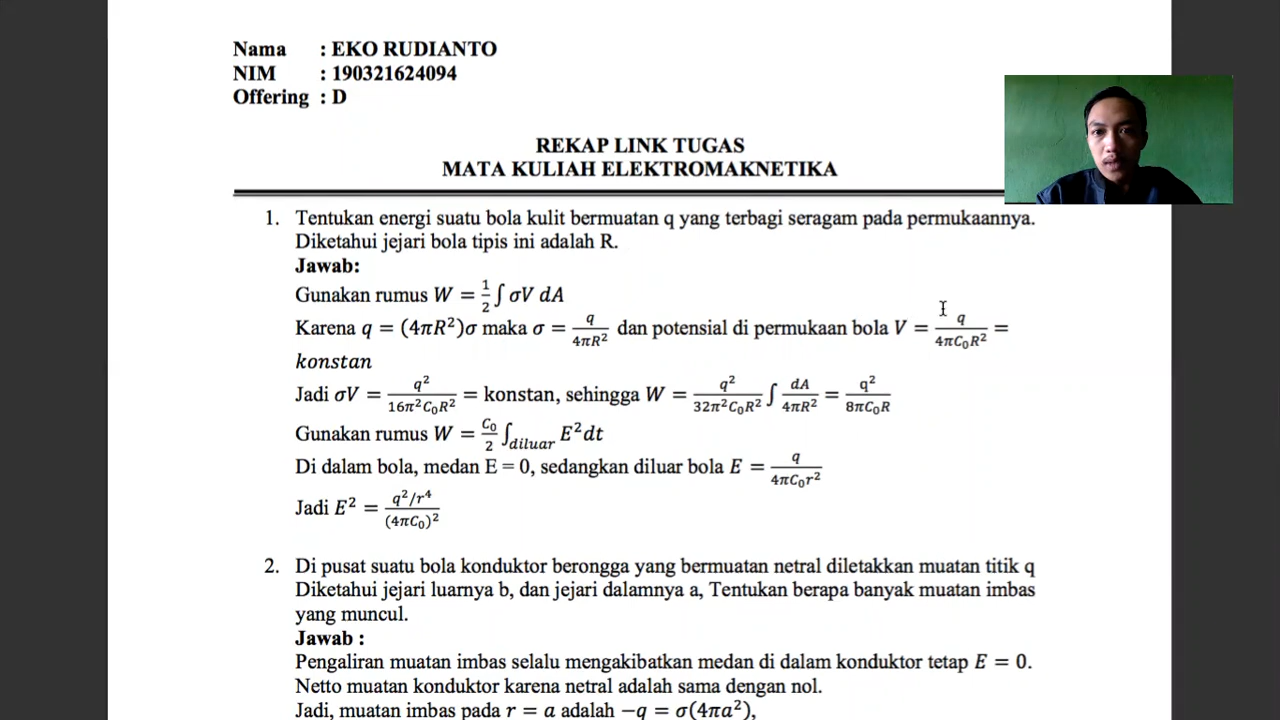 Nama : EKO RUDIANTO
NIM : 190321624094
Offering : D
REKAP LINK TUGAS
MATA KULIAH ELEKTROMAKNETIKA
1. Tentukan energi suatu bola kulit bermuatan q yang terbagi seragam pada permukaannya.
Diketahui jejari bola tipis ini adalah R.
Jawab:
Gunakan rumus W = 1/2 ∫ σV dA
Karena q = (4πR²)σ maka σ = q/4πR² dan potensial di permukaan bola V = q/4πC₀R² =
konstan
Jadi σV = q²/16π²C₀R² = konstan, sehingga W = q²/32π²C₀R² ∫ dA/4πR² = q²/8πC₀R
Gunakan rumus W = C₀/2 ∫diluar E²dt
Di dalam bola, medan E = 0, sedangkan diluar bola E = q/4πC₀r²
Jadi E² = q²/r⁴/(4πC₀)²
2. Di pusat suatu bola konduktor berongga yang bermuatan netral diletakkan muatan titik q
Diketahui jejari luarnya b, dan jejari dalamnya a, Tentukan berapa banyak muatan imbas
yang muncul.
Jawab :
Pengaliran muatan imbas selalu mengakibatkan medan di dalam konduktor tetap E = 0.
Netto muatan konduktor karena netral adalah sama dengan nol.
Jadi, muatan imbas pada r = a adalah −q = σ(4πa²),